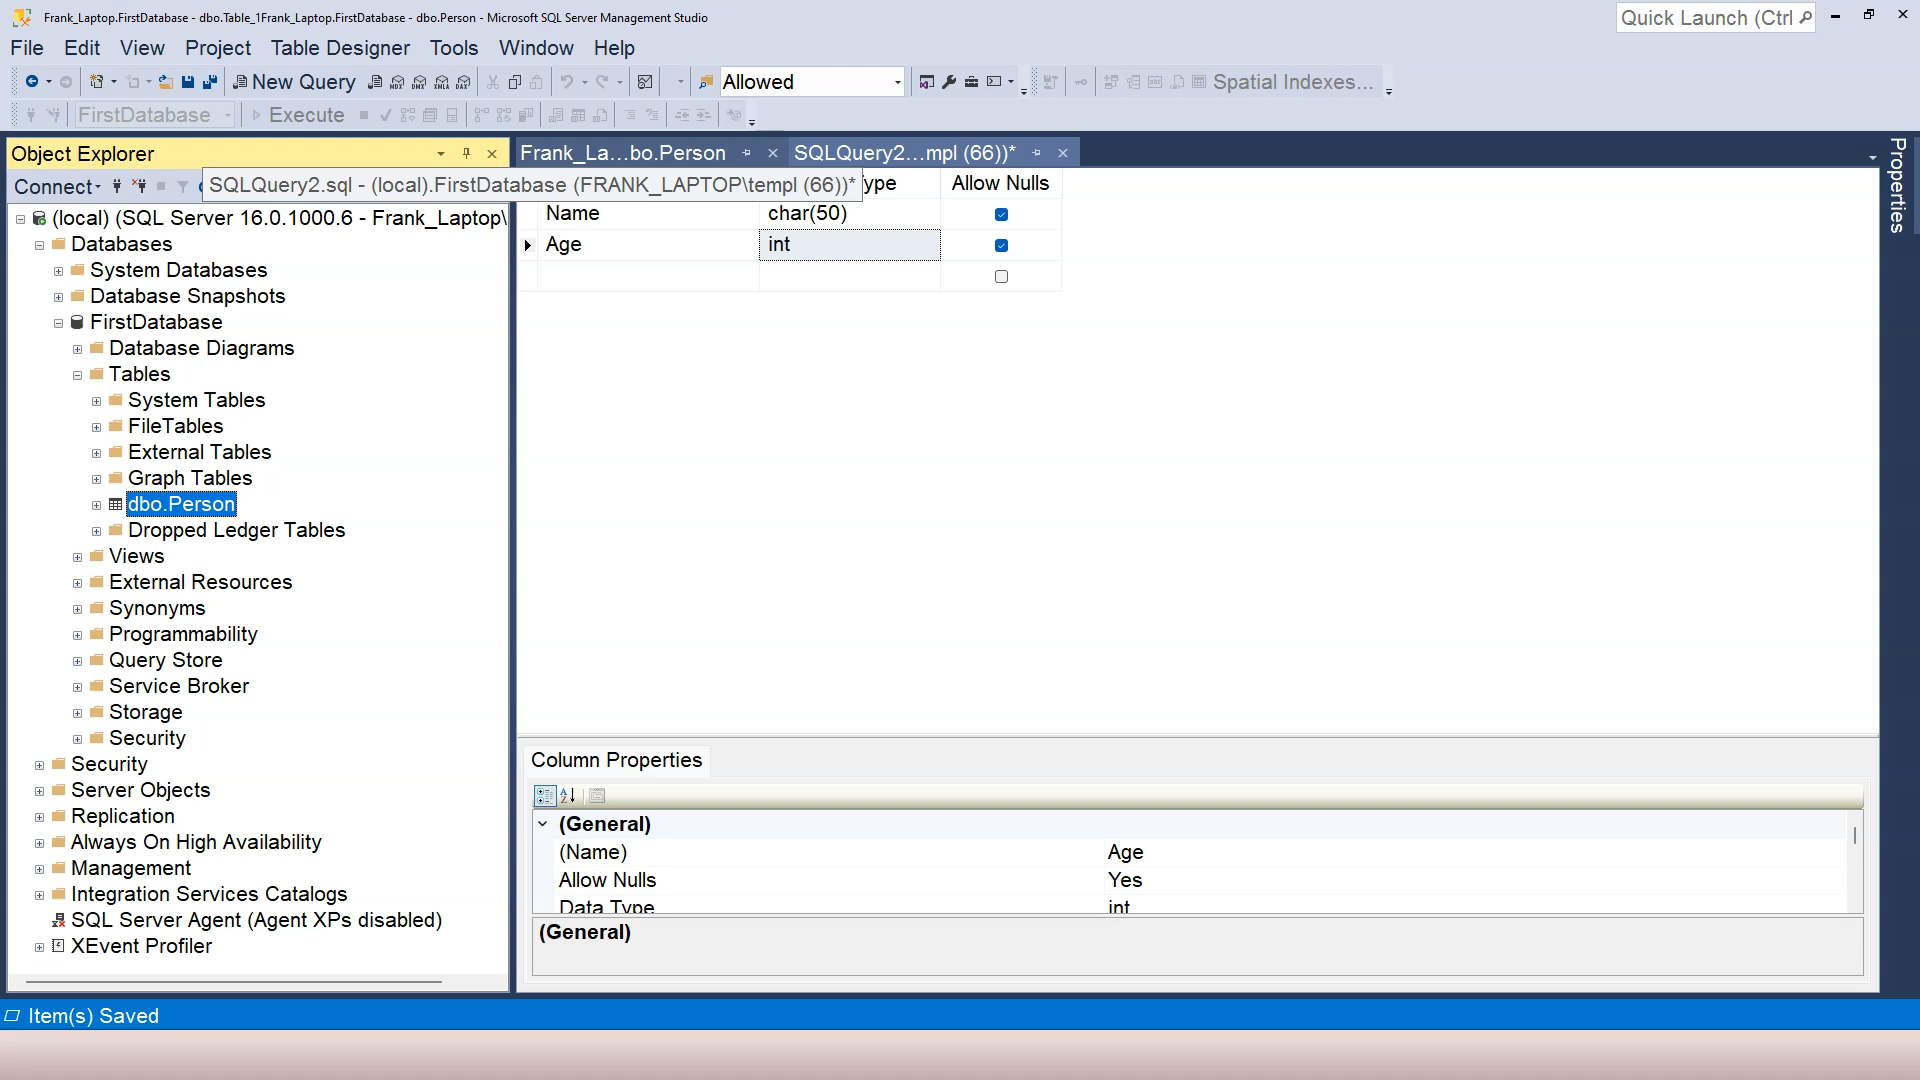 Frank_Laptop.FirstDatabase - dbo.Table_1Frank_Laptop.FirstDatabase - dbo.Person - Microsoft SQL Server Management Studio
Quick Launch (Ctrl
File Edit View Project Table Designer Tools Window Help
New Query MDX DMX XMLA DAX Allowed Spatial Indexes...
FirstDatabase Execute
Object Explorer
Frank_La...bo.Person
SQLQuery2...mpl (66))*
Properties
Connect
SQLQuery2.sql - (local).FirstDatabase (FRANK_LAPTOP\templ (66))*
ype Allow Nulls
Name char(50)
Age int
(local) (SQL Server 16.0.1000.6 - Frank_Laptop\
Databases
System Databases
Database Snapshots
FirstDatabase
Database Diagrams
Tables
System Tables
FileTables
External Tables
Graph Tables
dbo.Person
Dropped Ledger Tables
Views
External Resources
Synonyms
Programmability
Query Store
Service Broker
Storage
Security
Security
Server Objects
Replication
Always On High Availability
Management
Integration Services Catalogs
SQL Server Agent (Agent XPs disabled)
XEvent Profiler
Column Properties
(General)
(Name) Age
Allow Nulls Yes
Data Type int
(General)
Item(s) Saved